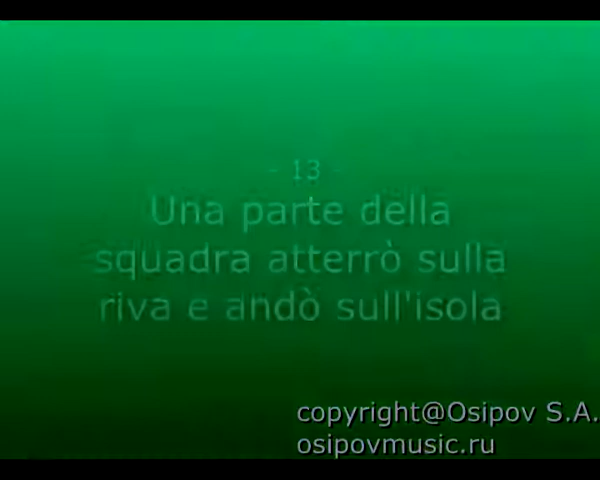 - 13 -
Una parte della
squadra atterrò sulla
riva e andò sull'isola
copyright@Osipov S.A.
osipovmusic.ru